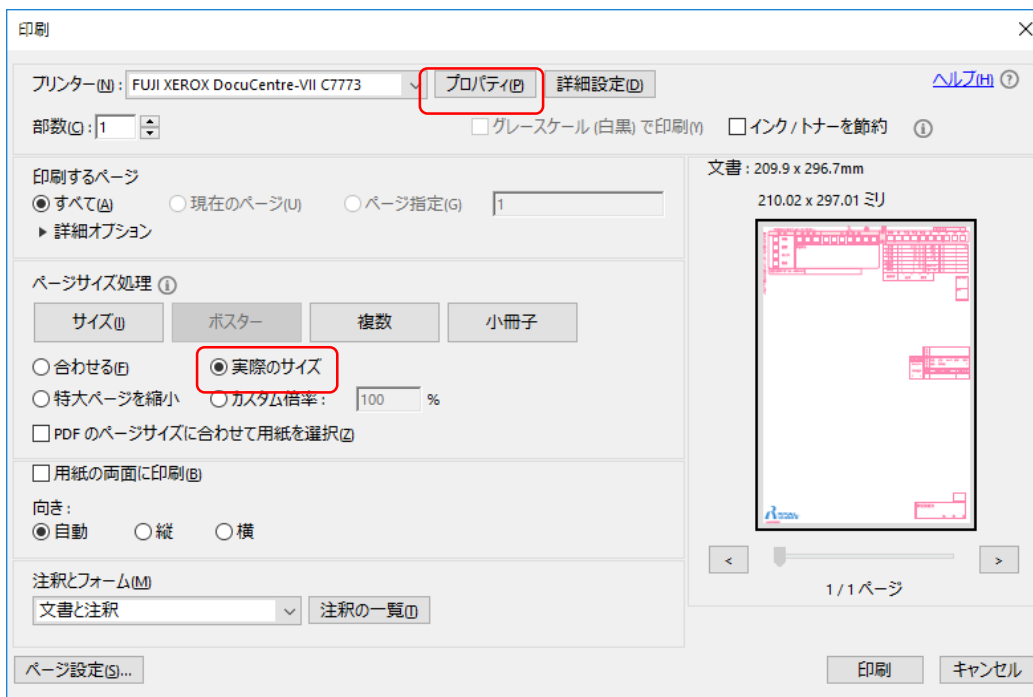 印刷
プリンター(N): FUJI XEROX DocuCentre-VII C7773 プロパティ(P) 詳細設定(D) ヘルプ(H)
部数(C): 1 グレースケール (白黒) で印刷(Y) インク / トナーを節約
印刷するページ
すべて(A) 現在のページ(U) ページ指定(G) 1
詳細オプション
ページサイズ処理
サイズ(I) ポスター 複数 小冊子
合わせる(F) 実際のサイズ
特大ページを縮小 カスタム倍率: 100 %
PDF のページサイズに合わせて用紙を選択(Z)
用紙の両面に印刷(B)
向き:
自動 縦 横
注釈とフォーム(M)
文書と注釈 注釈の一覧(T)
文書: 209.9 x 296.7mm
210.02 x 297.01 ミリ
< >
1 / 1 ページ
ページ設定(S)... 印刷 キャンセル